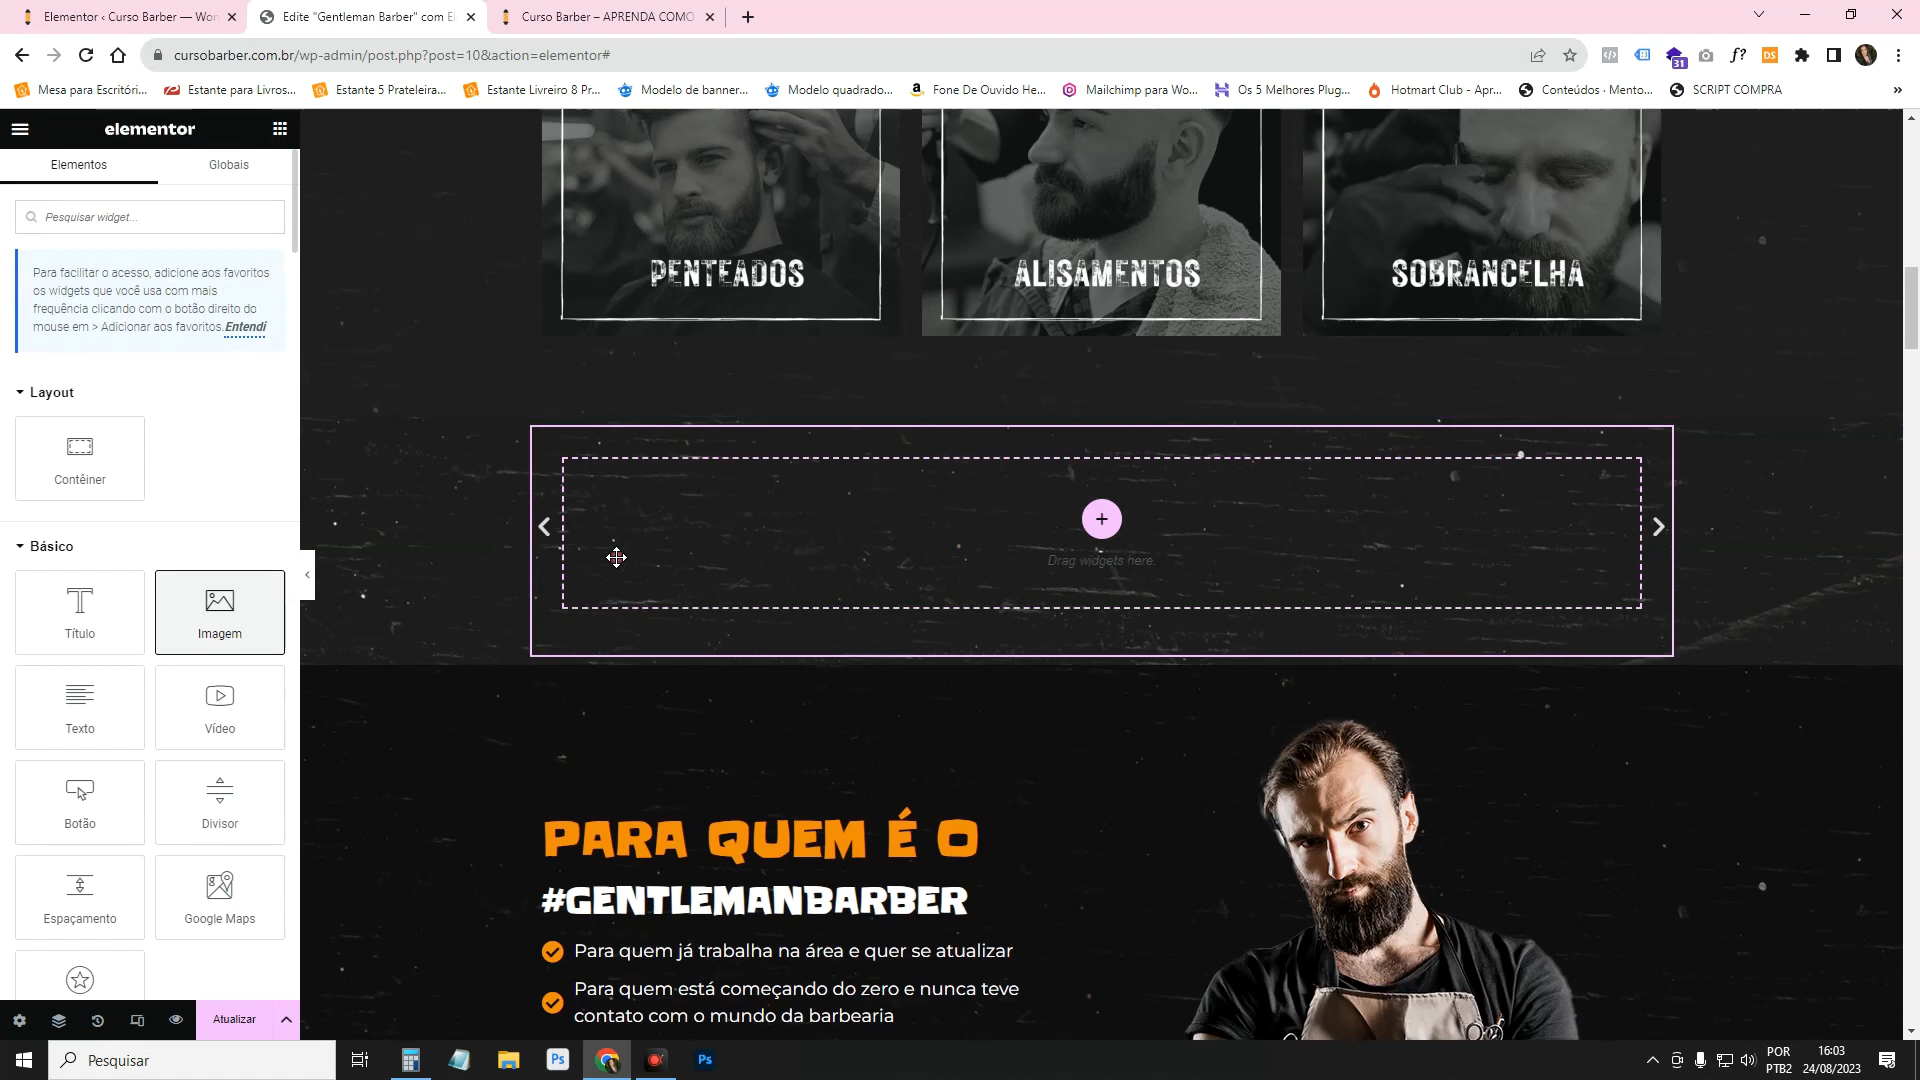 Elementor ‹ Curso Barber — Wor
Edite "Gentleman Barber" com El
Curso Barber – APRENDA COMO
cursobarber.com.br/wp-admin/post.php?post=10&action=elementor#
31
f?
DS
Mesa para Escritóri...
Estante para Livros...
Estante 5 Prateleira...
Estante Livreiro 8 Pr...
Modelo de banner...
Modelo quadrado...
Fone De Ouvido He...
Mailchimp para Wo...
Os 5 Melhores Plug...
Hotmart Club - Apr...
Conteúdos · Mento...
SCRIPT COMPRA
»
elementor
Elementos
Globais
Pesquisar widget...
Para facilitar o acesso, adicione aos favoritos
os widgets que você usa com mais
frequência clicando com o botão direito do
mouse em > Adicionar aos favoritos. Entendi
Layout
Contêiner
Básico
Título
Imagem
Texto
Vídeo
Botão
Divisor
Espaçamento
Google Maps
Atualizar
PENTEADOS
ALISAMENTOS
SOBRANCELHA
Drag widgets here.
PARA QUEM É O
#GENTLEMANBARBER
Para quem já trabalha na área e quer se atualizar
Para quem está começando do zero e nunca teve
contato com o mundo da barbearia
Pesquisar
Ps
Ps
POR
PTB2
16:03
24/08/2023